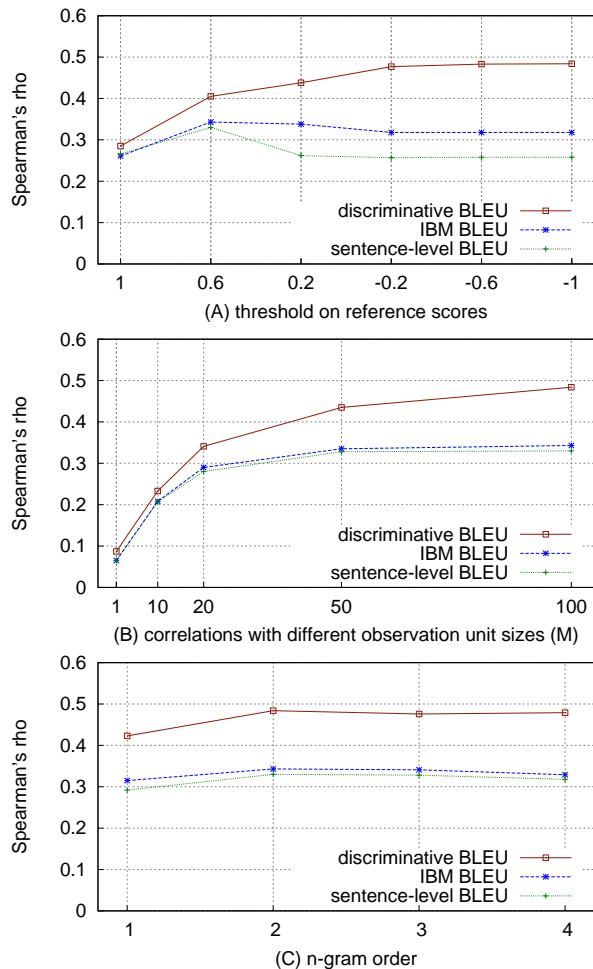 0.6
0.5
0.4
0.3
0.2
0.1
0
Spearman's rho
discriminative BLEU
IBM BLEU
sentence-level BLEU
1 0.6 0.2 -0.2 -0.6 -1
(A) threshold on reference scores
0.6
0.5
0.4
0.3
0.2
0.1
0
Spearman's rho
discriminative BLEU
IBM BLEU
sentence-level BLEU
1 10 20 50 100
(B) correlations with different observation unit sizes (M)
0.6
0.5
0.4
0.3
0.2
0.1
0
Spearman's rho
discriminative BLEU
IBM BLEU
sentence-level BLEU
1 2 3 4
(C) n-gram order